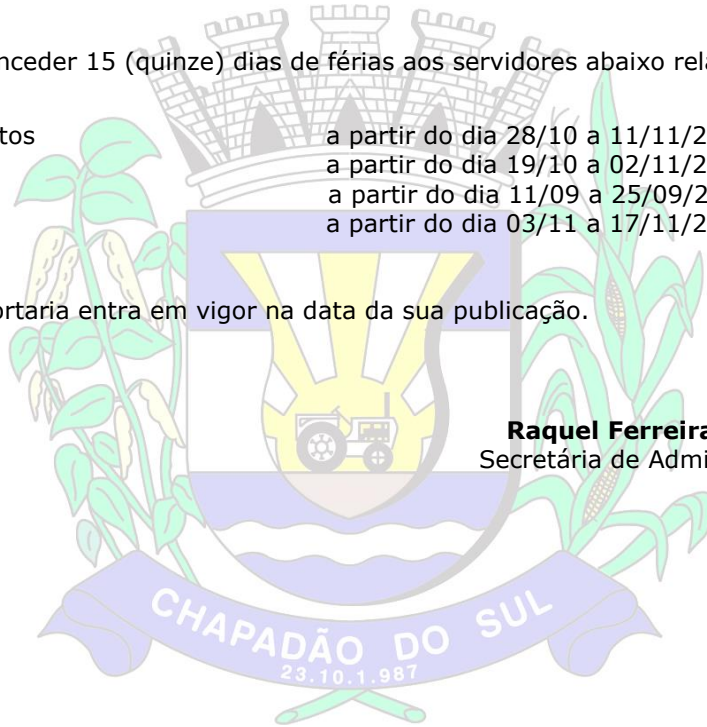 nceder 15 (quinze) dias de férias aos servidores abaixo rela
tos a partir do dia 28/10 a 11/11/2
a partir do dia 19/10 a 02/11/2
a partir do dia 11/09 a 25/09/2
a partir do dia 03/11 a 17/11/2
ortaria entra em vigor na data da sua publicação.
Raquel Ferreira
Secretária de Admi
CHAPADÃO DO SUL
23.10.1.987